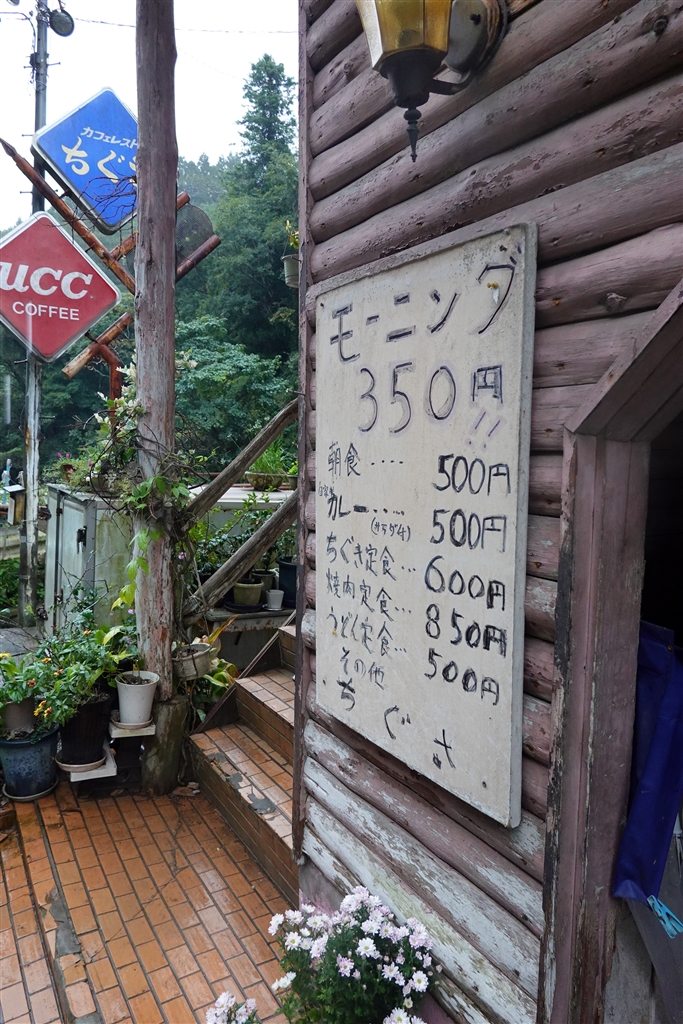 カフェレスト
ちぐ
UCC
COFFEE
モーニング
350円!!
朝食.... 500円
カレー...... 500円
(サラダ付)
ちぐさ定食... 600円
焼肉定食... 850円
うどん定食... 500円
その他
ちぐさ